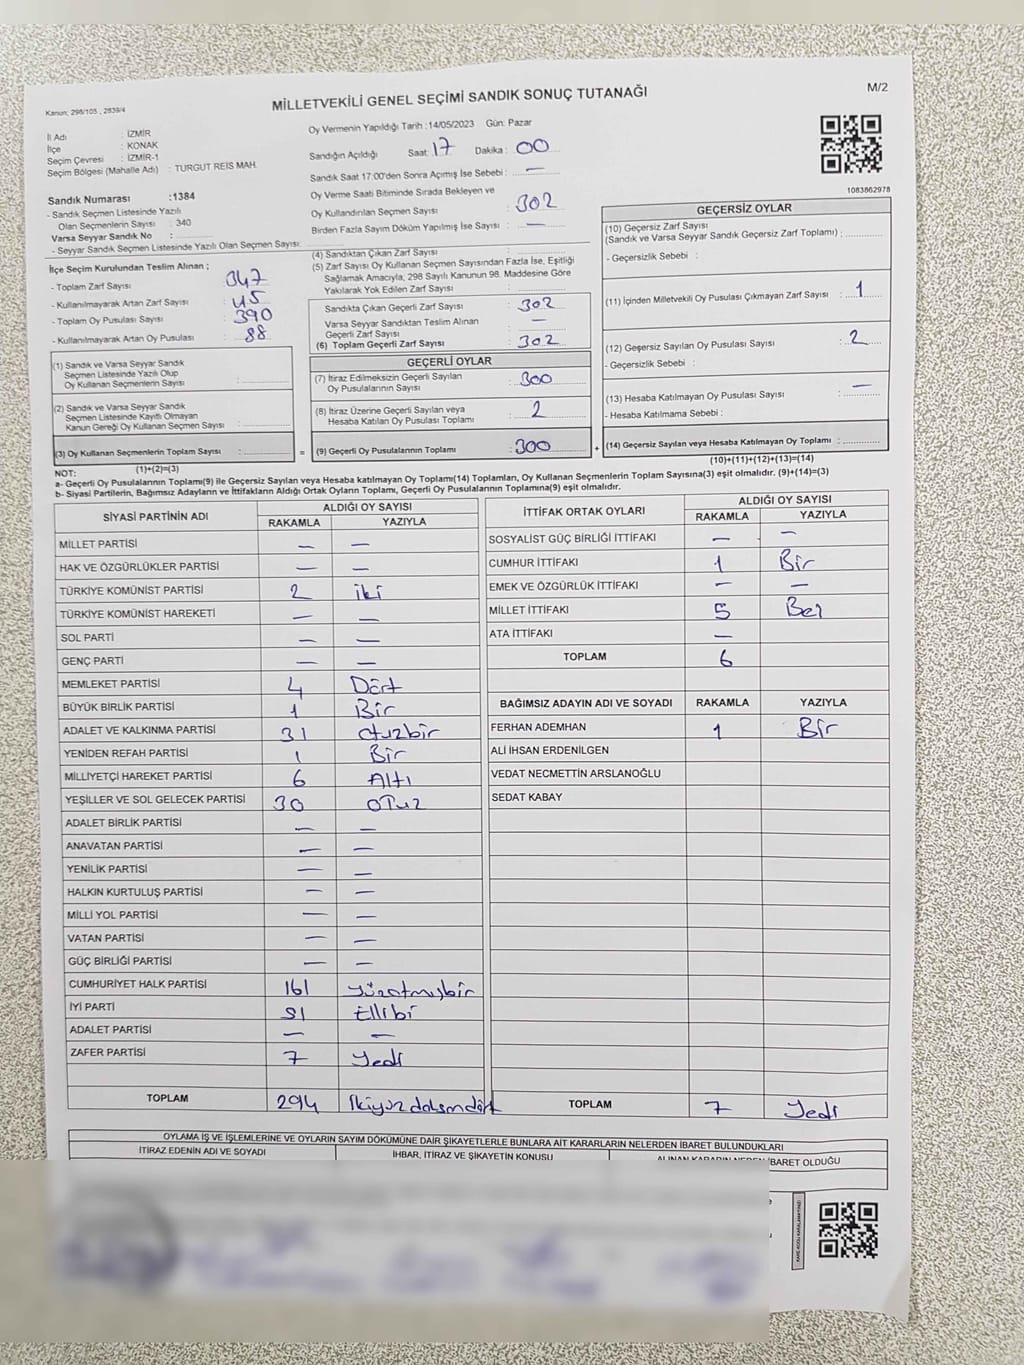 Kanun; 298/105 , 2839/4
MİLLETVEKİLİ GENEL SEÇİMİ SANDIK SONUÇ TUTANAĞI
M/2
İl Adı : İZMİR
İlçe : KONAK
Seçim Çevresi : İZMİR-1
Seçim Bölgesi (Mahalle Adı) : TURGUT REİS MAH.
Oy Vermenin Yapıldığı Tarih :14/05/2023 Gün: Pazar
Sandığın Açıldığı Saat: 17 Dakika : 00
Sandık Saat 17:00'den Sonra Açımış İse Sebebi : —
Oy Verme Saati Bitiminde Sırada Bekleyen ve
Oy Kullandırılan Seçmen Sayısı : 302
Birden Fazla Sayım Döküm Yapılmış İse Sayısı : —
1083862978
Sandık Numarası :1384
- Sandık Seçmen Listesinde Yazılı
Olan Seçmenlerin Sayısı : 340
Varsa Seyyar Sandık No :
- Seyyar Sandık Seçmen Listesinde Yazılı Olan Seçmen Sayısı:
İlçe Seçim Kurulundan Teslim Alınan ;
- Toplam Zarf Sayısı : 347
- Kullanılmayarak Artan Zarf Sayısı : 45
- Toplam Oy Pusulası Sayısı : 390
- Kullanılmayarak Artan Oy Pusulası : 88
(4) Sandıktan Çıkan Zarf Sayısı
(5) Zarf Sayısı Oy Kullanan Seçmen Sayısından Fazla İse, Eşitliği
Sağlamak Amacıyla, 298 Sayılı Kanunun 98. Maddesine Göre
Yakılarak Yok Edilen Zarf Sayısı :
Sandıkta Çıkan Geçerli Zarf Sayısı : 302
Varsa Seyyar Sandıktan Teslim Alınan
Geçerli Zarf Sayısı : —
(6) Toplam Geçerli Zarf Sayısı : 302
GEÇERSİZ OYLAR
(10) Geçersiz Zarf Sayısı
(Sandık ve Varsa Seyyar Sandık Geçersiz Zarf Toplamı) :
- Geçersizlik Sebebi :
(11) İçinden Milletvekili Oy Pusulası Çıkmayan Zarf Sayısı : 1
(12) Geçersiz Sayılan Oy Pusulası Sayısı : 2
- Geçersizlik Sebebi :
(13) Hesaba Katılmayan Oy Pusulası Sayısı : —
- Hesaba Katılmama Sebebi :
(14) Geçersiz Sayılan veya Hesaba Katılmayan Oy Toplamı :
(10)+(11)+(12)+(13)=(14)
(1) Sandık ve Varsa Seyyar Sandık
Seçmen Listesinde Yazılı Olup
Oy Kullanan Seçmenlerin Sayısı :
(2) Sandık ve Varsa Seyyar Sandık
Seçmen Listesinde Kayıtlı Olmayan
Kanun Gereği Oy Kullanan Seçmen Sayısı :
(3) Oy Kullanan Seçmenlerin Toplam Sayısı :
=
GEÇERLİ OYLAR
(7) İtiraz Edilmeksizin Geçerli Sayılan
Oy Pusulalarının Sayısı : 300
(8) İtiraz Üzerine Geçerli Sayılan veya
Hesaba Katılan Oy Pusulası Toplamı : 2
(9) Geçerli Oy Pusulalarının Toplamı : 300
+
NOT: (1)+(2)=(3)
a- Geçerli Oy Pusulalarının Toplamı(9) ile Geçersiz Sayılan veya Hesaba katılmayan Oy Toplamı(14) Toplamları, Oy Kullanan Seçmenlerin Toplam Sayısına(3) eşit olmalıdır. (9)+(14)=(3)
b- Siyasi Partilerin, Bağımsız Adayların ve İttifakların Aldığı Ortak Oyların Toplamı, Geçerli Oy Pusulalarının Toplamına(9) eşit olmalıdır.
SİYASİ PARTİNİN ADI ALDIĞI OY SAYISI
RAKAMLA YAZIYLA
MİLLET PARTİSİ — —
HAK VE ÖZGÜRLÜKLER PARTİSİ — —
TÜRKİYE KOMÜNİST PARTİSİ 2 iki
TÜRKİYE KOMÜNİST HAREKETİ — —
SOL PARTİ — —
GENÇ PARTİ — —
MEMLEKET PARTİSİ 4 Dört
BÜYÜK BİRLİK PARTİSİ 1 Bir
ADALET VE KALKINMA PARTİSİ 31 otuzbir
YENİDEN REFAH PARTİSİ 1 Bir
MİLLİYETÇİ HAREKET PARTİSİ 6 Altı
YEŞİLLER VE SOL GELECEK PARTİSİ 30 oTuz
ADALET BİRLİK PARTİSİ — —
ANAVATAN PARTİSİ — —
YENİLİK PARTİSİ — —
HALKIN KURTULUŞ PARTİSİ — —
MİLLİ YOL PARTİSİ — —
VATAN PARTİSİ — —
GÜÇ BİRLİĞİ PARTİSİ — —
CUMHURİYET HALK PARTİSİ 161 yüzatmışbir
İYİ PARTİ 51 Ellibi
ADALET PARTİSİ — —
ZAFER PARTİSİ 7 Yedi
TOPLAM 294 İkiyüzdoksandört
İTTİFAK ORTAK OYLARI ALDIĞI OY SAYISI
RAKAMLA YAZIYLA
SOSYALİST GÜÇ BİRLİĞİ İTTİFAKI — —
CUMHUR İTTİFAKI 1 Bir
EMEK VE ÖZGÜRLÜK İTTİFAKI — —
MİLLET İTTİFAKI 5 Beş
ATA İTTİFAKI —
TOPLAM 6
BAĞIMSIZ ADAYIN ADI VE SOYADI RAKAMLA YAZIYLA
FERHAN ADEMHAN 1 Bir
ALİ İHSAN ERDENİLGEN
VEDAT NECMETTİN ARSLANOĞLU
SEDAT KABAY
TOPLAM 7 Yedi
OYLAMA İŞ VE İŞLEMLERİNE VE OYLARIN SAYIM DÖKÜMÜNE DAİR ŞİKAYETLERLE BUNLARA AİT KARARLARIN NELERDEN İBARET BULUNDUKLARI
İTİRAZ EDENİN ADI VE SOYADI İHBAR, İTİRAZ VE ŞİKAYETİN KONUSU ALINAN KARARIN NEDEN İBARET OLDUĞU